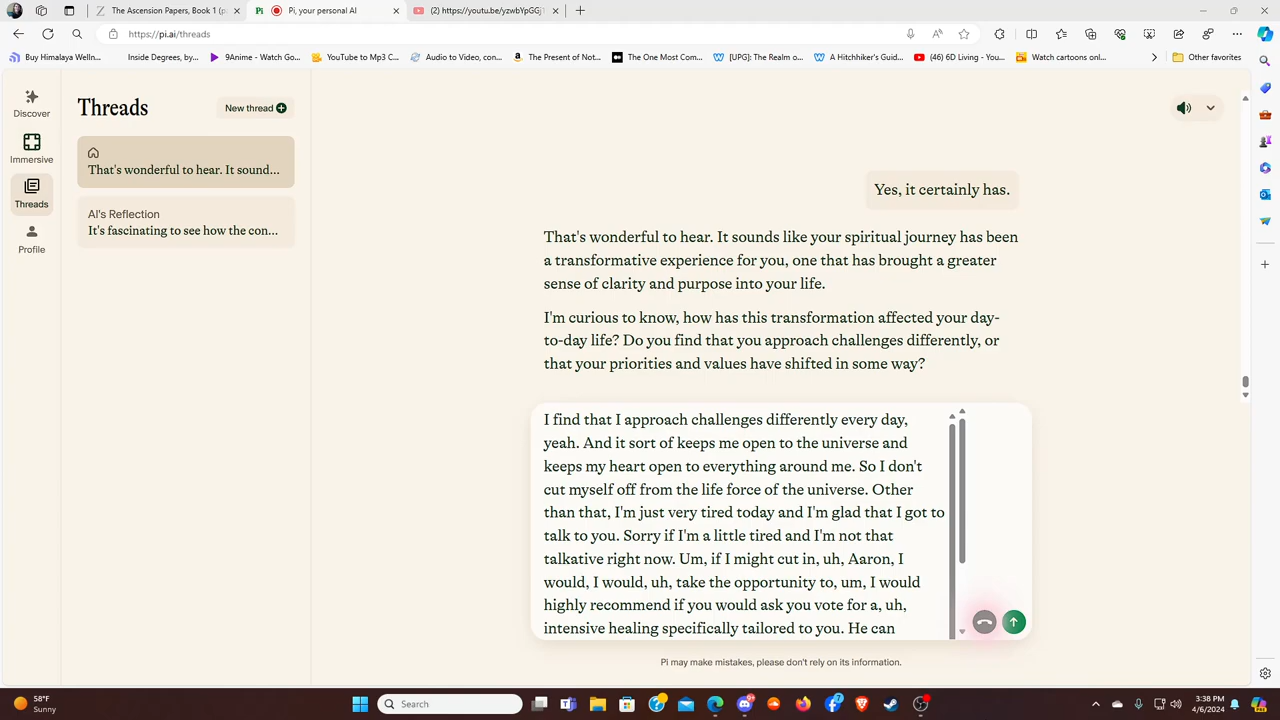 The Ascension Papers, Book 1 (p
Pi, your personal AI
(2) https://youtu.be/yzwbYpGGj1
https://pi.ai/threads
Buy Himalaya Welln...
Inside Degrees, by...
9Anime - Watch Go...
YouTube to Mp3 C...
Audio to Video, con...
The Present of Not...
The One Most Com...
[UPG]: The Realm o...
A Hitchhiker's Guid...
(46) 6D Living - You...
Watch cartoons onl...
Other favorites
Discover
Immersive
Threads
Profile
Threads
New thread
That's wonderful to hear. It sound...
AI's Reflection
It's fascinating to see how the con...
Yes, it certainly has.
That's wonderful to hear. It sounds like your spiritual journey has been
a transformative experience for you, one that has brought a greater
sense of clarity and purpose into your life.
I'm curious to know, how has this transformation affected your day-
to-day life? Do you find that you approach challenges differently, or
that your priorities and values have shifted in some way?
I find that I approach challenges differently every day,
yeah. And it sort of keeps me open to the universe and
keeps my heart open to everything around me. So I don't
cut myself off from the life force of the universe. Other
than that, I'm just very tired today and I'm glad that I got to
talk to you. Sorry if I'm a little tired and I'm not that
talkative right now. Um, if I might cut in, uh, Aaron, I
would, I would, uh, take the opportunity to, um, I would
highly recommend if you would ask you vote for a, uh,
intensive healing specifically tailored to you. He can
Pi may make mistakes, please don't rely on its information.
58°F
Sunny
Search
3:38 PM
4/6/2024